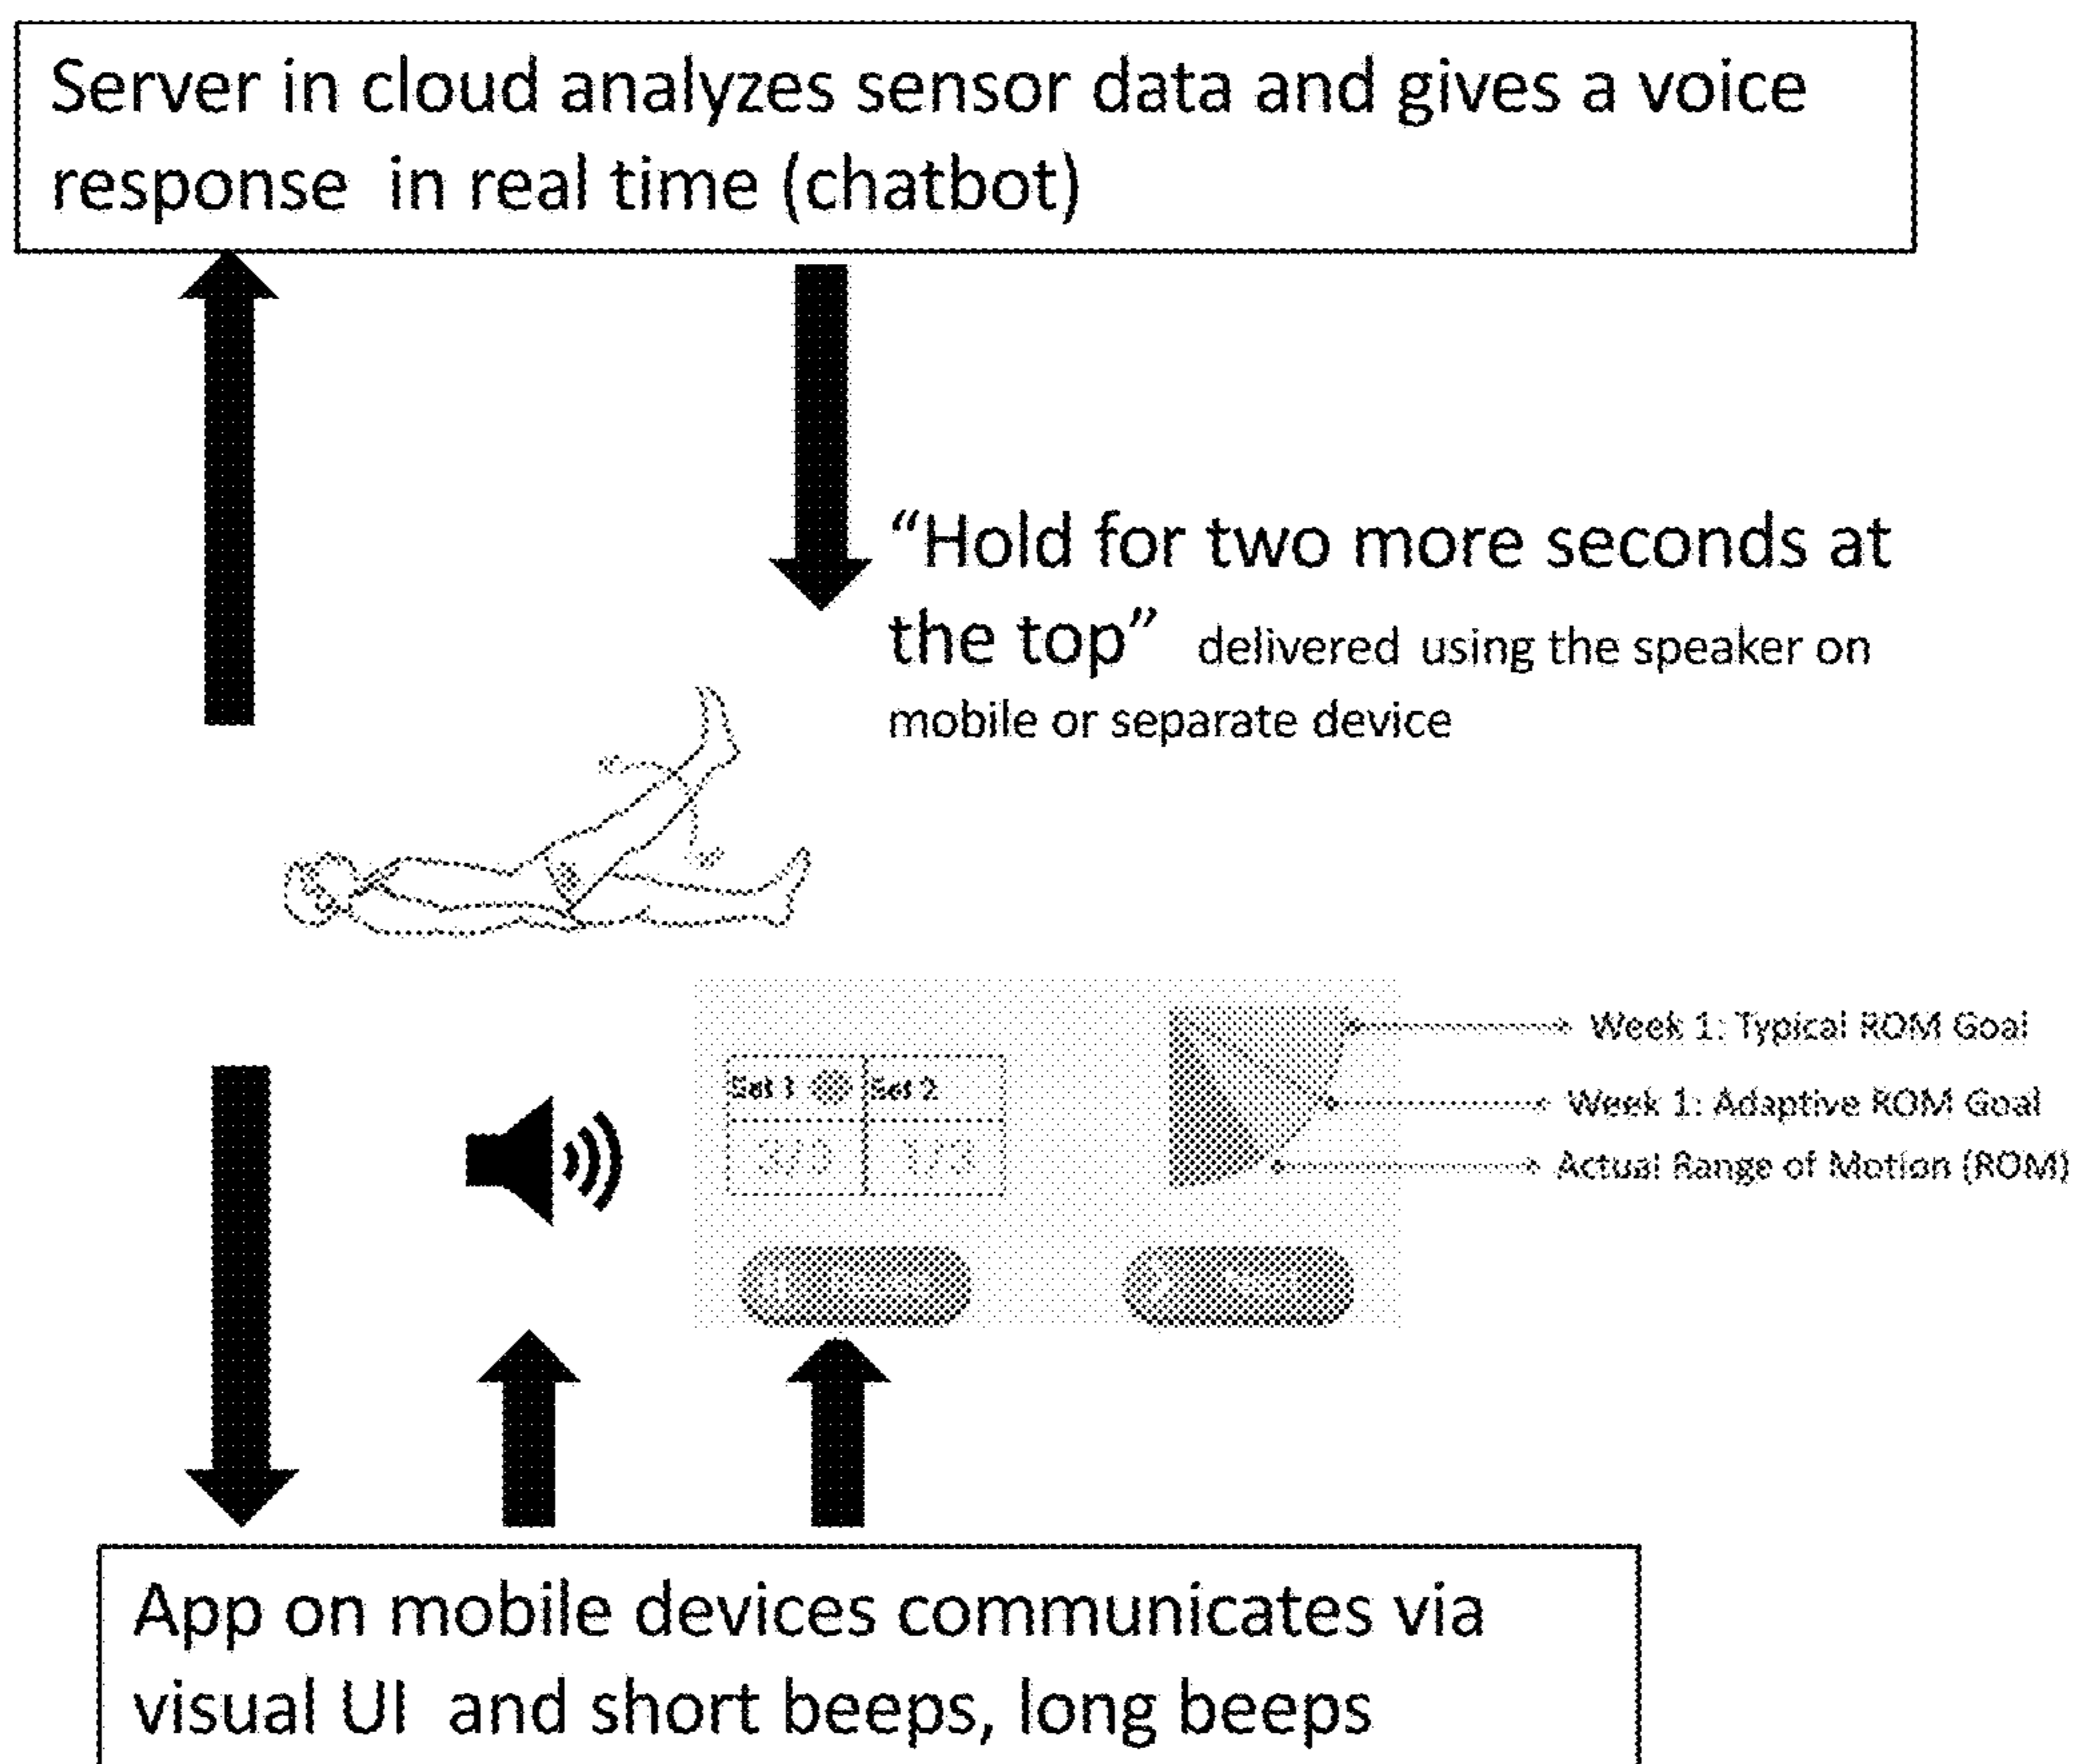 Server in cloud analyzes sensor data and gives a voice
response in real time (chatbot)
“Hold for two more seconds at
the top” delivered using the speaker on
mobile or separate device
Week 1: Typical ROM Goal
Set 1 Set 2
Week 1: Adaptive ROM Goal
Actual Range of Motion (ROM)
App on mobile devices communicates via
visual UI and short beeps, long beeps